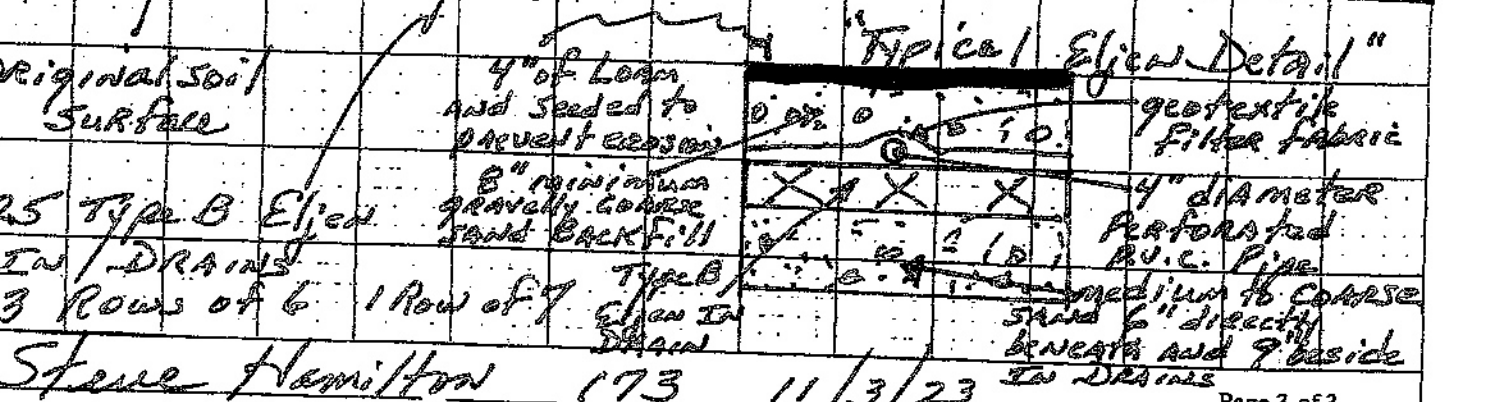 "Typical Eljen Detail"
Original Soil
Surface
4" of Loam
and seeded to
prevent erosion
8" minimum
gravelly coarse
sand Backfill
Type B
Eljen In
Drain
geotextile
filter fabric
4" diameter
Perforated
P.V.C. Pipe
medium to coarse
sand 6" directly
beneath and 9" beside
In Drains
25 Type B Eljen
In Drains
3 Rows of 6 1 Row of 7
Steve Hamilton 173 11/3/23
Page 2 of 2